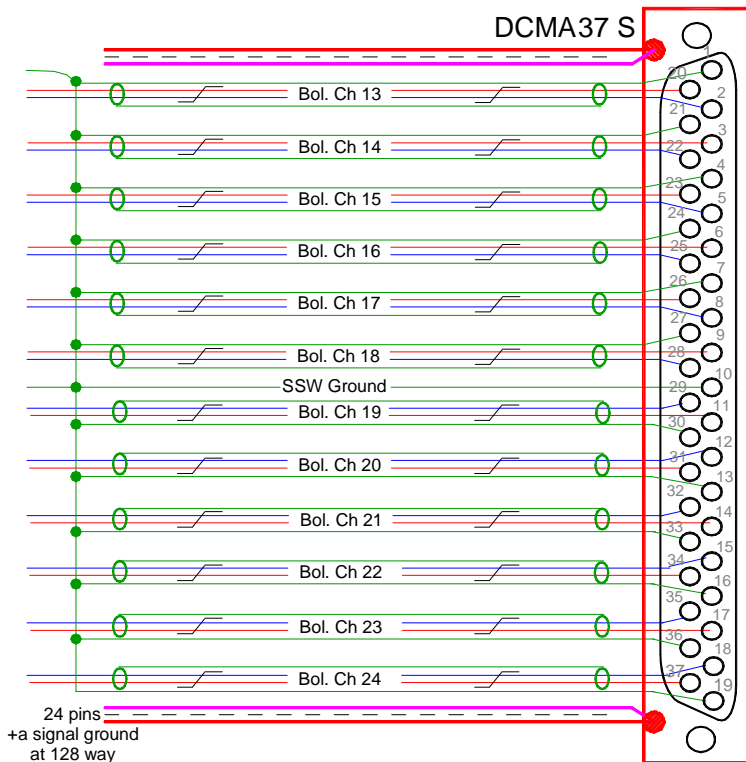 DCMA37 S
1
20
2
21
3
22
4
23
5
24
6
25
7
26
8
27
9
28
10
29
11
30
12
31
13
32
14
33
15
34
16
35
17
36
18
37
19
Bol. Ch 13
Bol. Ch 14
Bol. Ch 15
Bol. Ch 16
Bol. Ch 17
Bol. Ch 18
SSW Ground
Bol. Ch 19
Bol. Ch 20
Bol. Ch 21
Bol. Ch 22
Bol. Ch 23
Bol. Ch 24
24 pins
+a signal ground
at 128 way